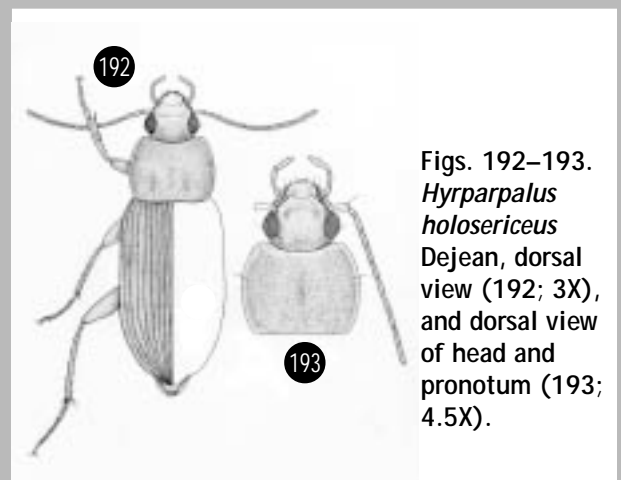 192
193
Figs. 192–193.
Hyrparpalus
holosericeus
Dejean, dorsal
view (192; 3X),
and dorsal view
of head and
pronotum (193;
4.5X).